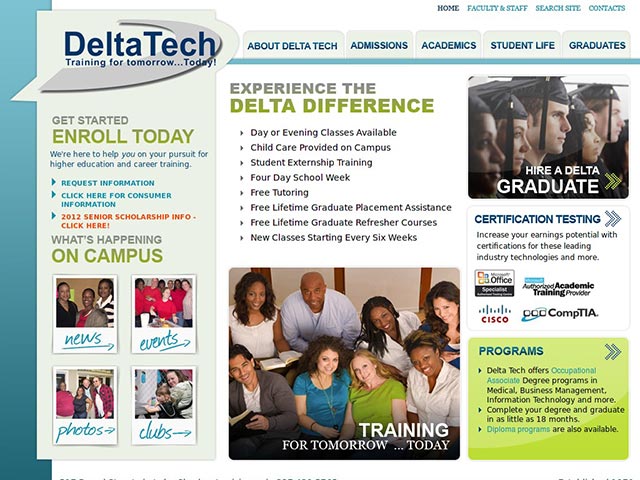 HOME FACULTY & STAFF SEARCH SITE CONTACTS
DeltaTech
Training for tomorrow...Today!
ABOUT DELTA TECH ADMISSIONS ACADEMICS STUDENT LIFE GRADUATES
GET STARTED
ENROLL TODAY
We're here to help you on your pursuit for
higher education and career training.
REQUEST INFORMATION
CLICK HERE FOR CONSUMER
INFORMATION
2012 SENIOR SCHOLARSHIP INFO -
CLICK HERE!
WHAT'S HAPPENING
ON CAMPUS
news
events
photos
clubs
EXPERIENCE THE
DELTA DIFFERENCE
Day or Evening Classes Available
Child Care Provided on Campus
Student Externship Training
Four Day School Week
Free Tutoring
Free Lifetime Graduate Placement Assistance
Free Lifetime Graduate Refresher Courses
New Classes Starting Every Six Weeks
TRAINING
FOR TOMORROW ... TODAY
HIRE A DELTA
GRADUATE
CERTIFICATION TESTING
Increase your earnings potential with
certifications for these leading
industry technologies and more.
Microsoft
Office
Specialist
Microsoft
Authorized Academic
Training Provider
CISCO
CompTIA
PROGRAMS
Delta Tech offers Occupational
Associate Degree programs in
Medical, Business Management,
Information Technology and more.
Complete your degree and graduate
in as little as 18 months.
Diploma programs are also available.